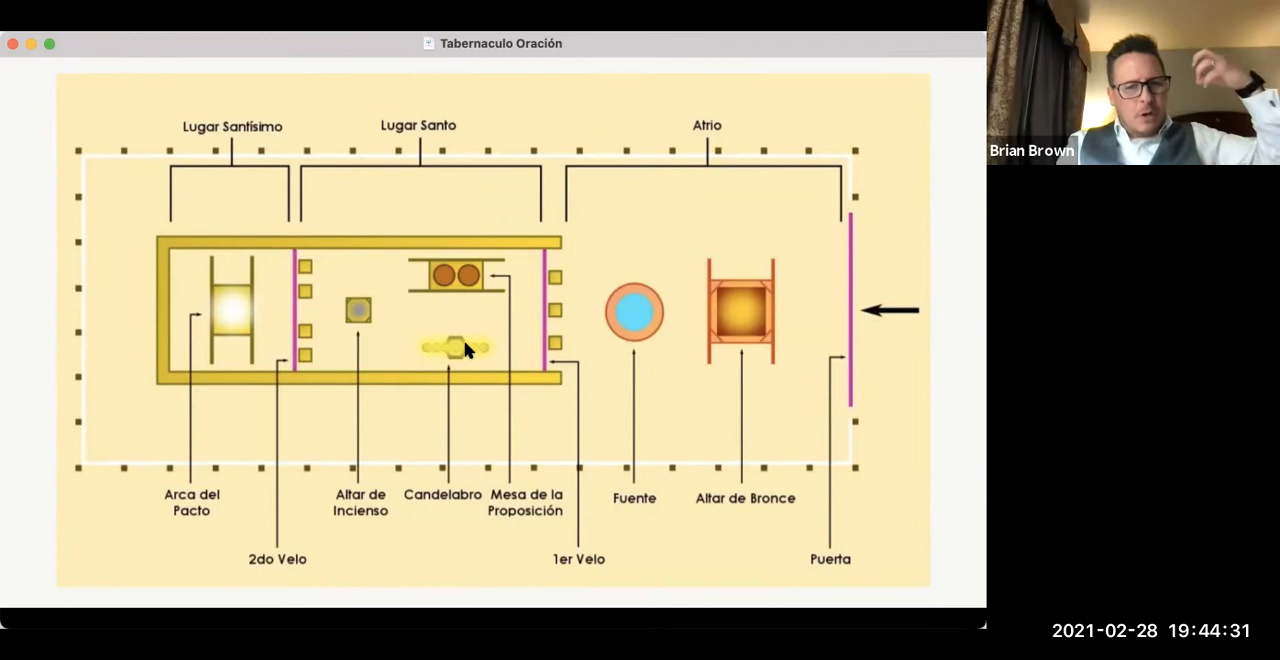 Tabernaculo Oración
Brian Brown
Lugar Santísimo
Lugar Santo
Atrio
Arca del
Pacto
Altar de
Incienso
Candelabro
Mesa de la
Proposición
Fuente
Altar de Bronce
2do Velo
1er Velo
Puerta
2021-02-28 19:44:31